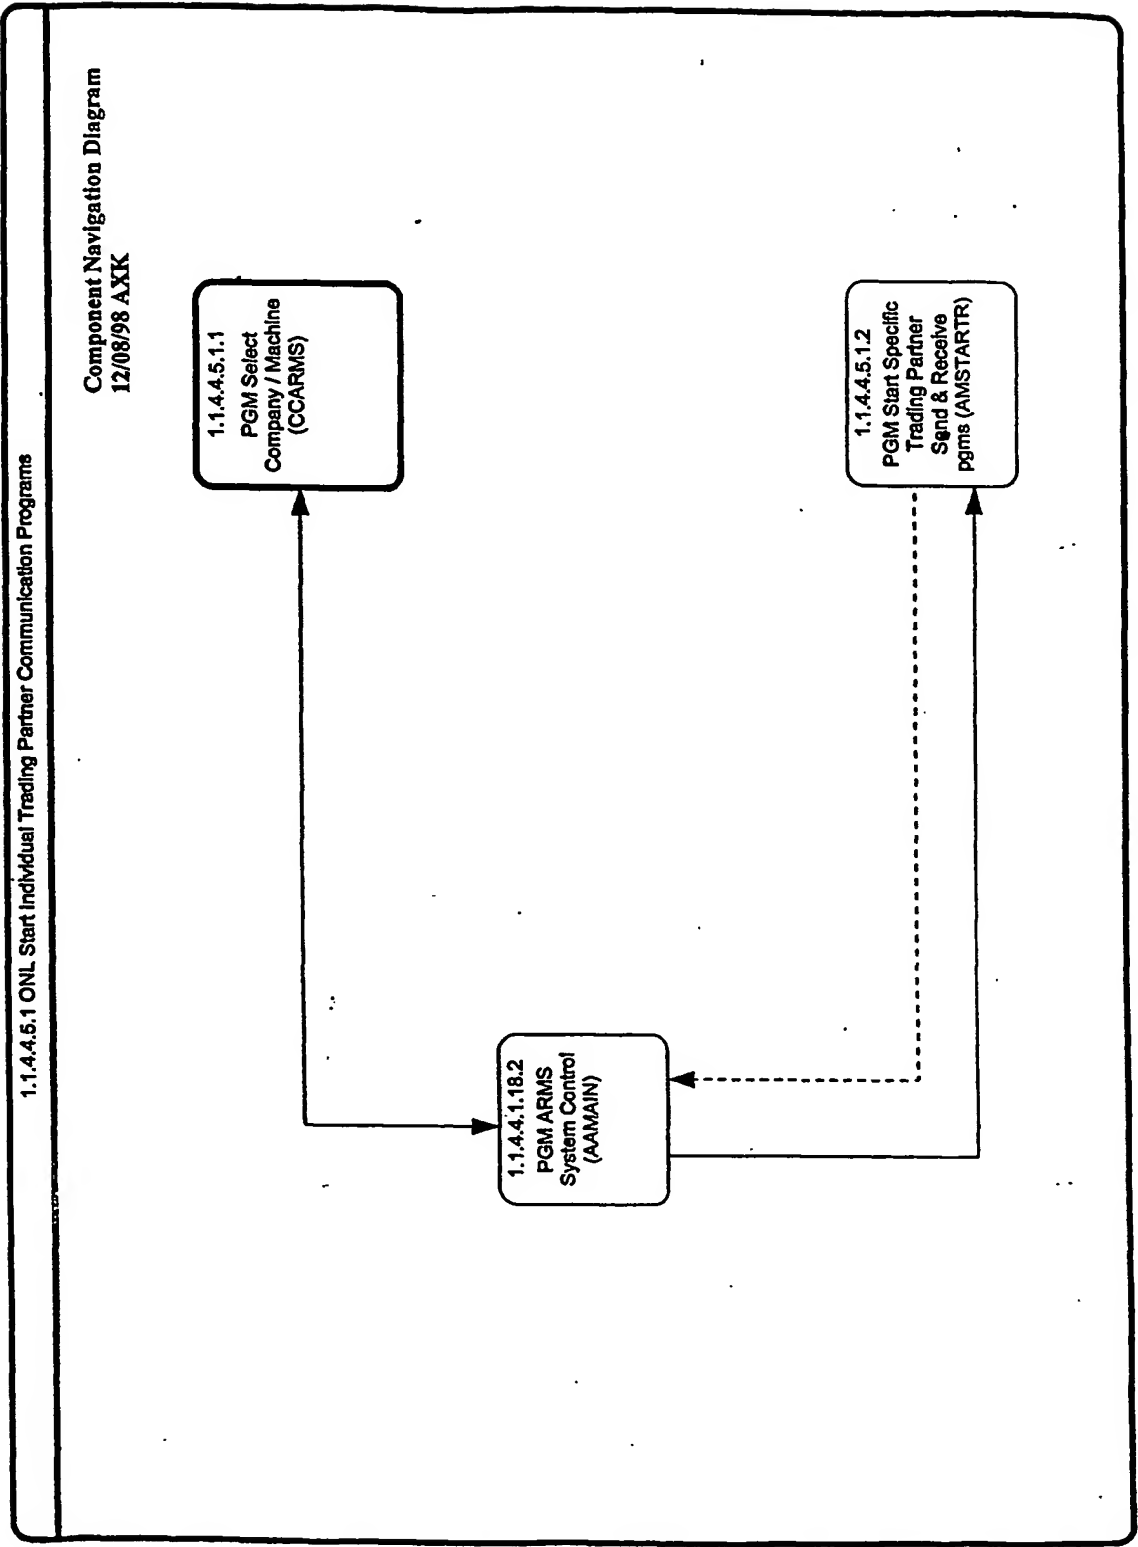 1.1.4.4.5.1 ONL Start Individual Trading Partner Communication Programs
Component Navigation Diagram
12/08/98 AXK
1.1.4.4.5.1.1
PGM Select
Company / Machine
(CCARMS)
1.1.4.4.1.18.2
PGM ARMS
System Control
(AAMAIN)
1.1.4.4.5.1.2
PGM Start Specific
Trading Partner
Send & Receive
pgms (AMSTARTR)